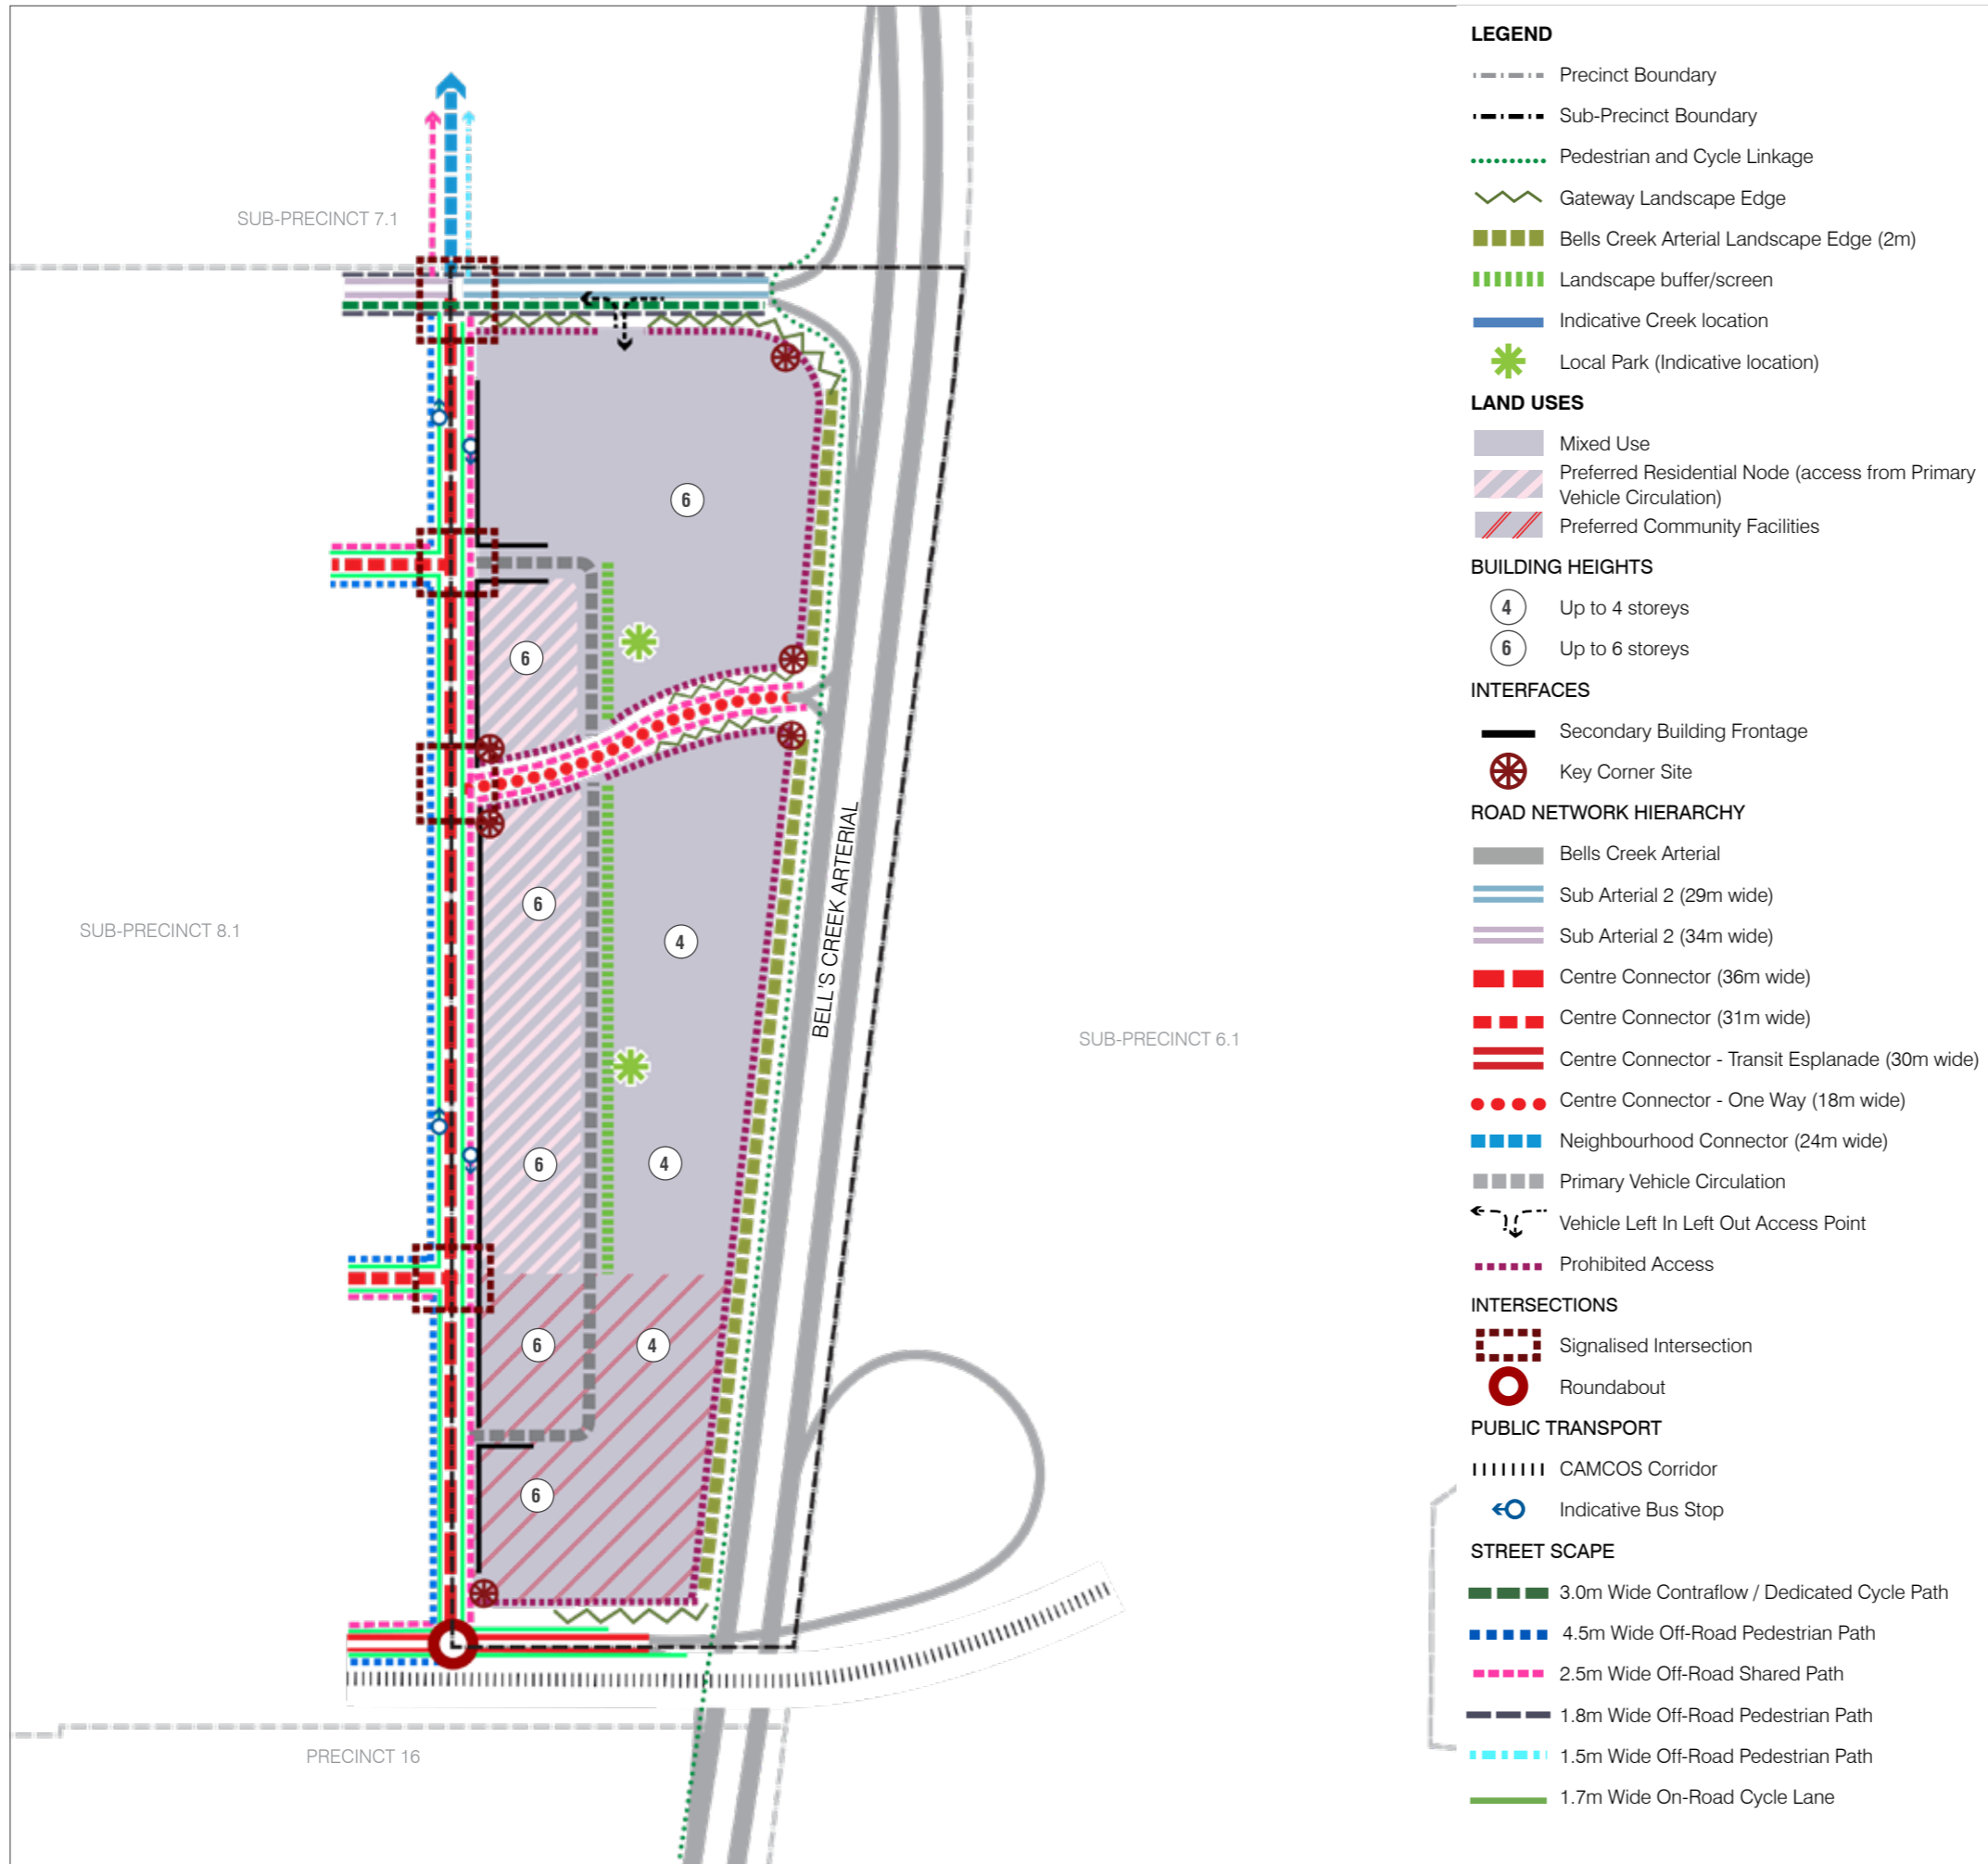 SUB-PRECINCT 7.1
6
6
SUB-PRECINCT 8.1
6
4
BELL'S CREEK ARTERIAL
SUB-PRECINCT 6.1
6
4
6
4
6
PRECINCT 16
LEGEND
Precinct Boundary
Sub-Precinct Boundary
Pedestrian and Cycle Linkage
Gateway Landscape Edge
Bells Creek Arterial Landscape Edge (2m)
Landscape buffer/screen
Indicative Creek location
Local Park (Indicative location)
LAND USES
Mixed Use
Preferred Residential Node (access from Primary
Vehicle Circulation)
Preferred Community Facilities
BUILDING HEIGHTS
4 Up to 4 storeys
6 Up to 6 storeys
INTERFACES
Secondary Building Frontage
Key Corner Site
ROAD NETWORK HIERARCHY
Bells Creek Arterial
Sub Arterial 2 (29m wide)
Sub Arterial 2 (34m wide)
Centre Connector (36m wide)
Centre Connector (31m wide)
Centre Connector - Transit Esplanade (30m wide)
Centre Connector - One Way (18m wide)
Neighbourhood Connector (24m wide)
Primary Vehicle Circulation
Vehicle Left In Left Out Access Point
Prohibited Access
INTERSECTIONS
Signalised Intersection
Roundabout
PUBLIC TRANSPORT
CAMCOS Corridor
Indicative Bus Stop
STREET SCAPE
3.0m Wide Contraflow / Dedicated Cycle Path
4.5m Wide Off-Road Pedestrian Path
2.5m Wide Off-Road Shared Path
1.8m Wide Off-Road Pedestrian Path
1.5m Wide Off-Road Pedestrian Path
1.7m Wide On-Road Cycle Lane